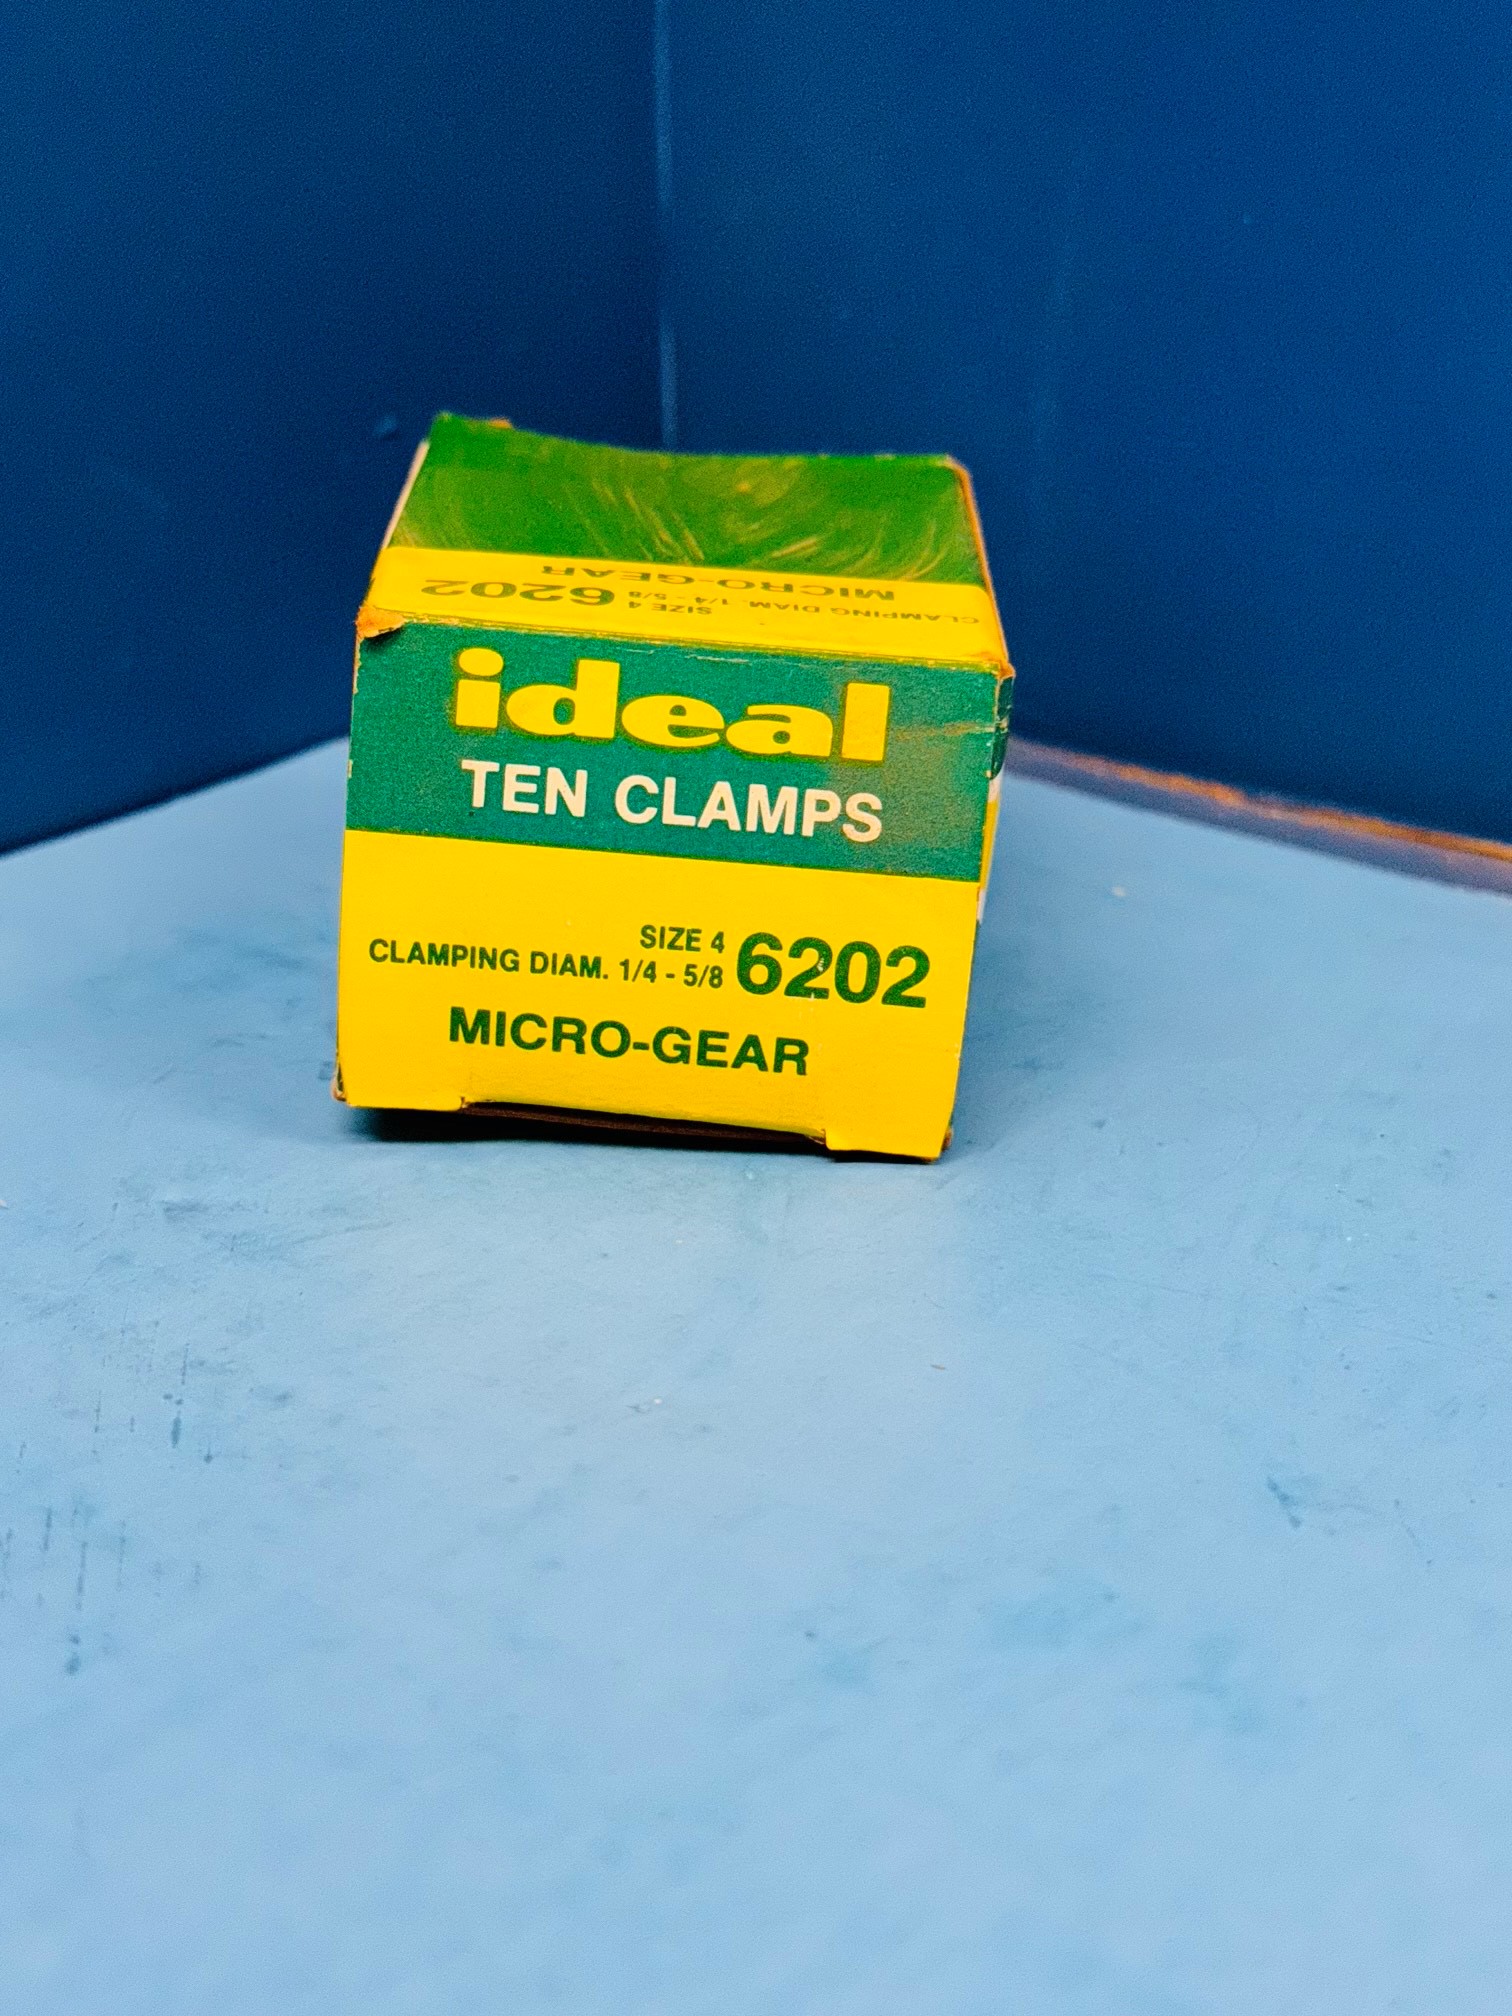 MICRO-GEAR
SIZE 4
CLAMPING DIAM. 1/4 - 5/8 6202
ideal
TEN CLAMPS
SIZE 4
CLAMPING DIAM. 1/4 - 5/8 6202
MICRO-GEAR